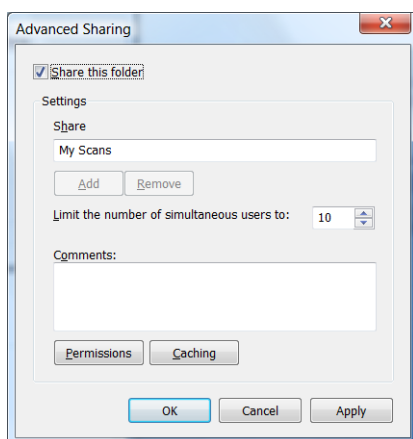 Advanced Sharing
Share this folder
Settings
Share
My Scans
Add Remove
Limit the number of simultaneous users to: 10
Comments:
Permissions Caching
OK Cancel Apply